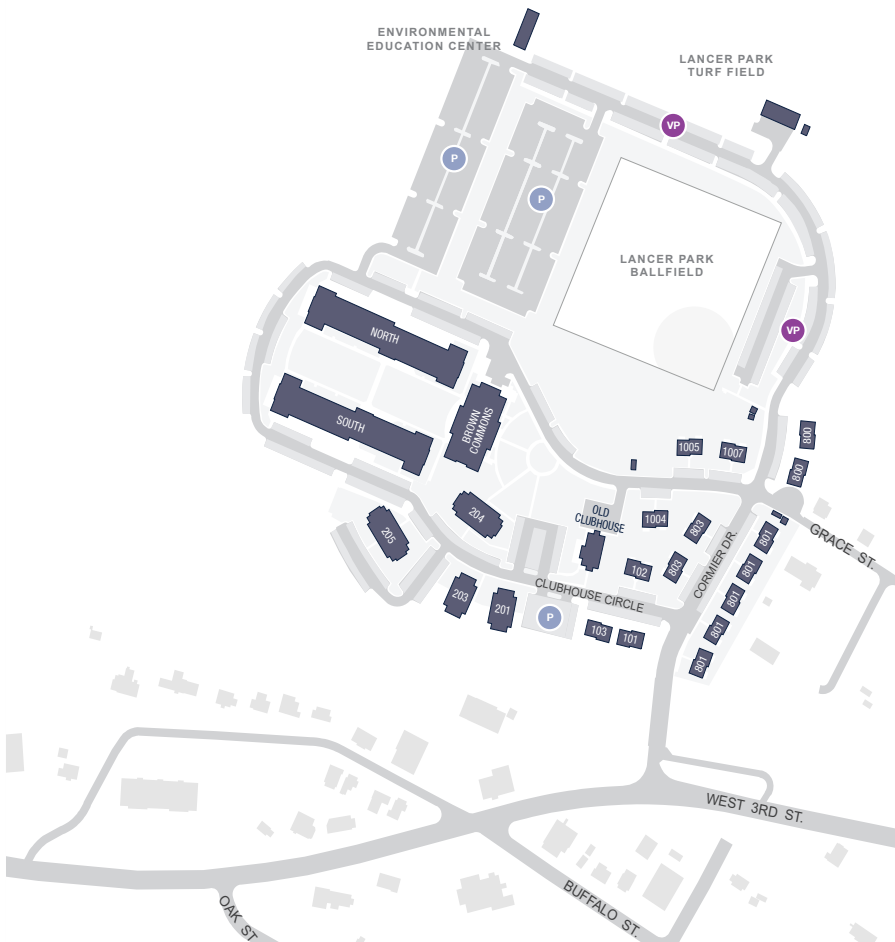 ENVIRONMENTAL
EDUCATION CENTER
LANCER PARK
TURF FIELD
VP
P
P
LANCER PARK
BALLFIELD
VP
NORTH
SOUTH
BROWN
COMMONS
1005
1007
800
800
204
205
OLD
CLUBHOUSE
1004
803
803
102
CORMIER DR.
801
801
801
801
801
GRACE ST.
CLUBHOUSE CIRCLE
203
201
P
103
101
WEST 3RD ST.
BUFFALO ST.
OAK ST